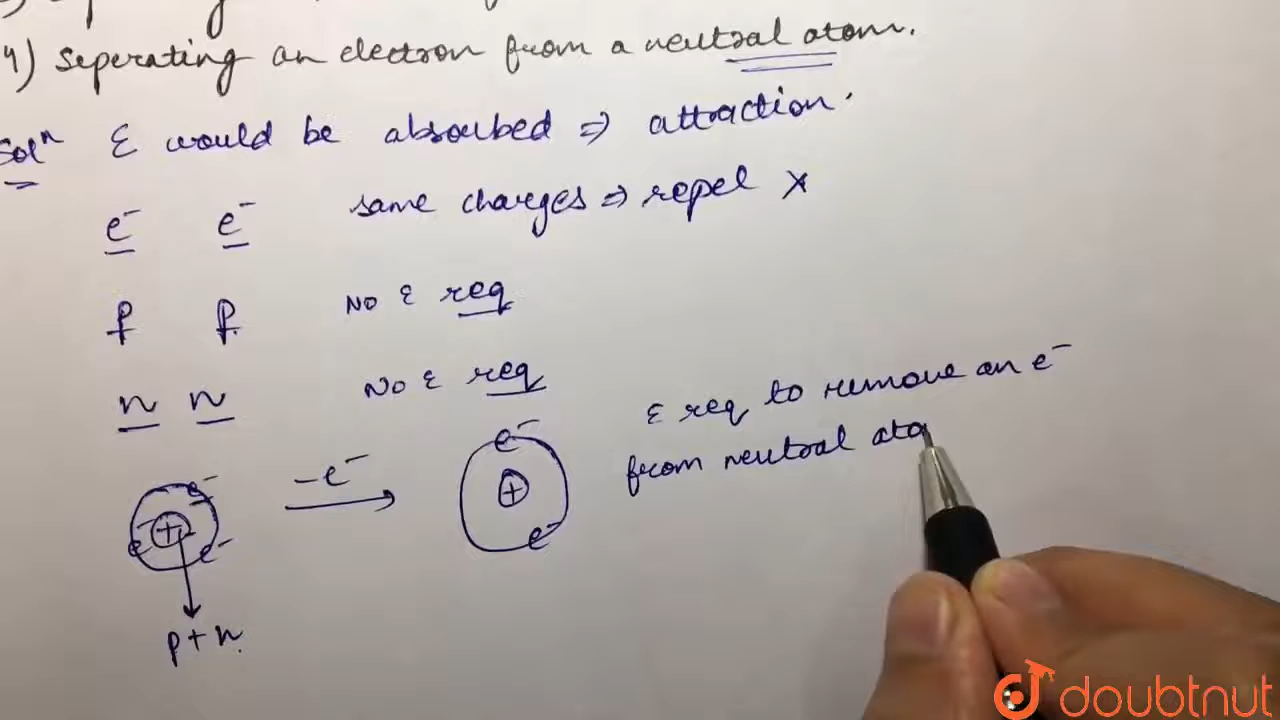 4) Seperating an electron from a neutral atom.
Solⁿ ε would be absorbed ⇒ attraction.
e⁻ e⁻ same charges ⇒ repel ×
p p. No ε req
n n No ε req
ε req to remove an e⁻
from neutral ato
e⁻ e⁻ e⁻ +
−e⁻
e⁻ + e⁻
p + n.
doubtnut